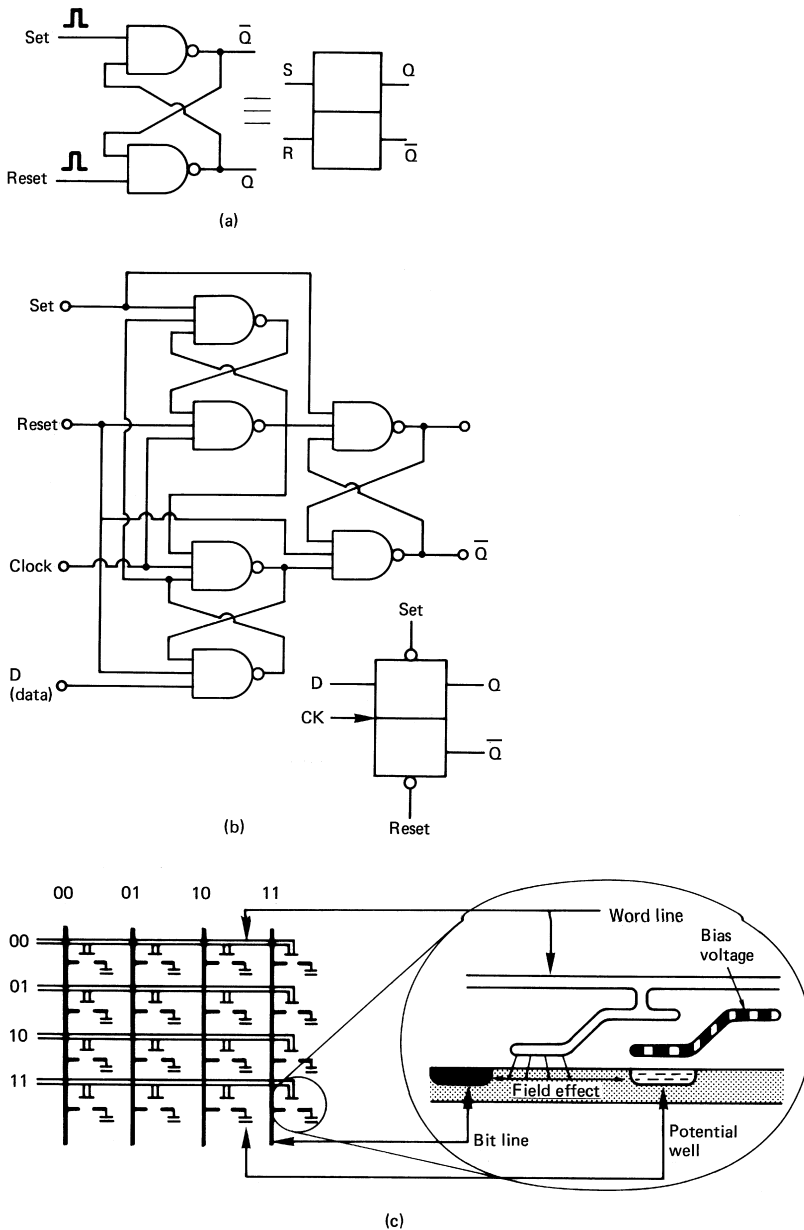 Set
Q̅
S
Q
R
Q̅
Reset
Q
(a)
Set
Reset
Clock
Q̅
Set
D
(data)
D
Q
CK
Q̅
Reset
(b)
00 01 10 11
Word line
00
Bias
voltage
01
10
11
Field effect
Bit line
Potential
well
(c)